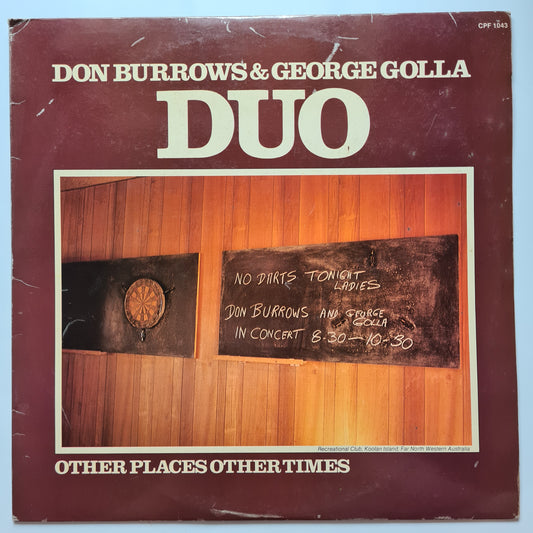 CPF 1043
DON BURROWS & GEORGE GOLLA
DUO
NO DARTS TONIGHT
LADIES
DON BURROWS AND GEORGE
GOLLA
IN CONCERT 8-30 — 10-30
Recreational Club, Koolan Island, Far North Western Australia
OTHER PLACES OTHER TIMES